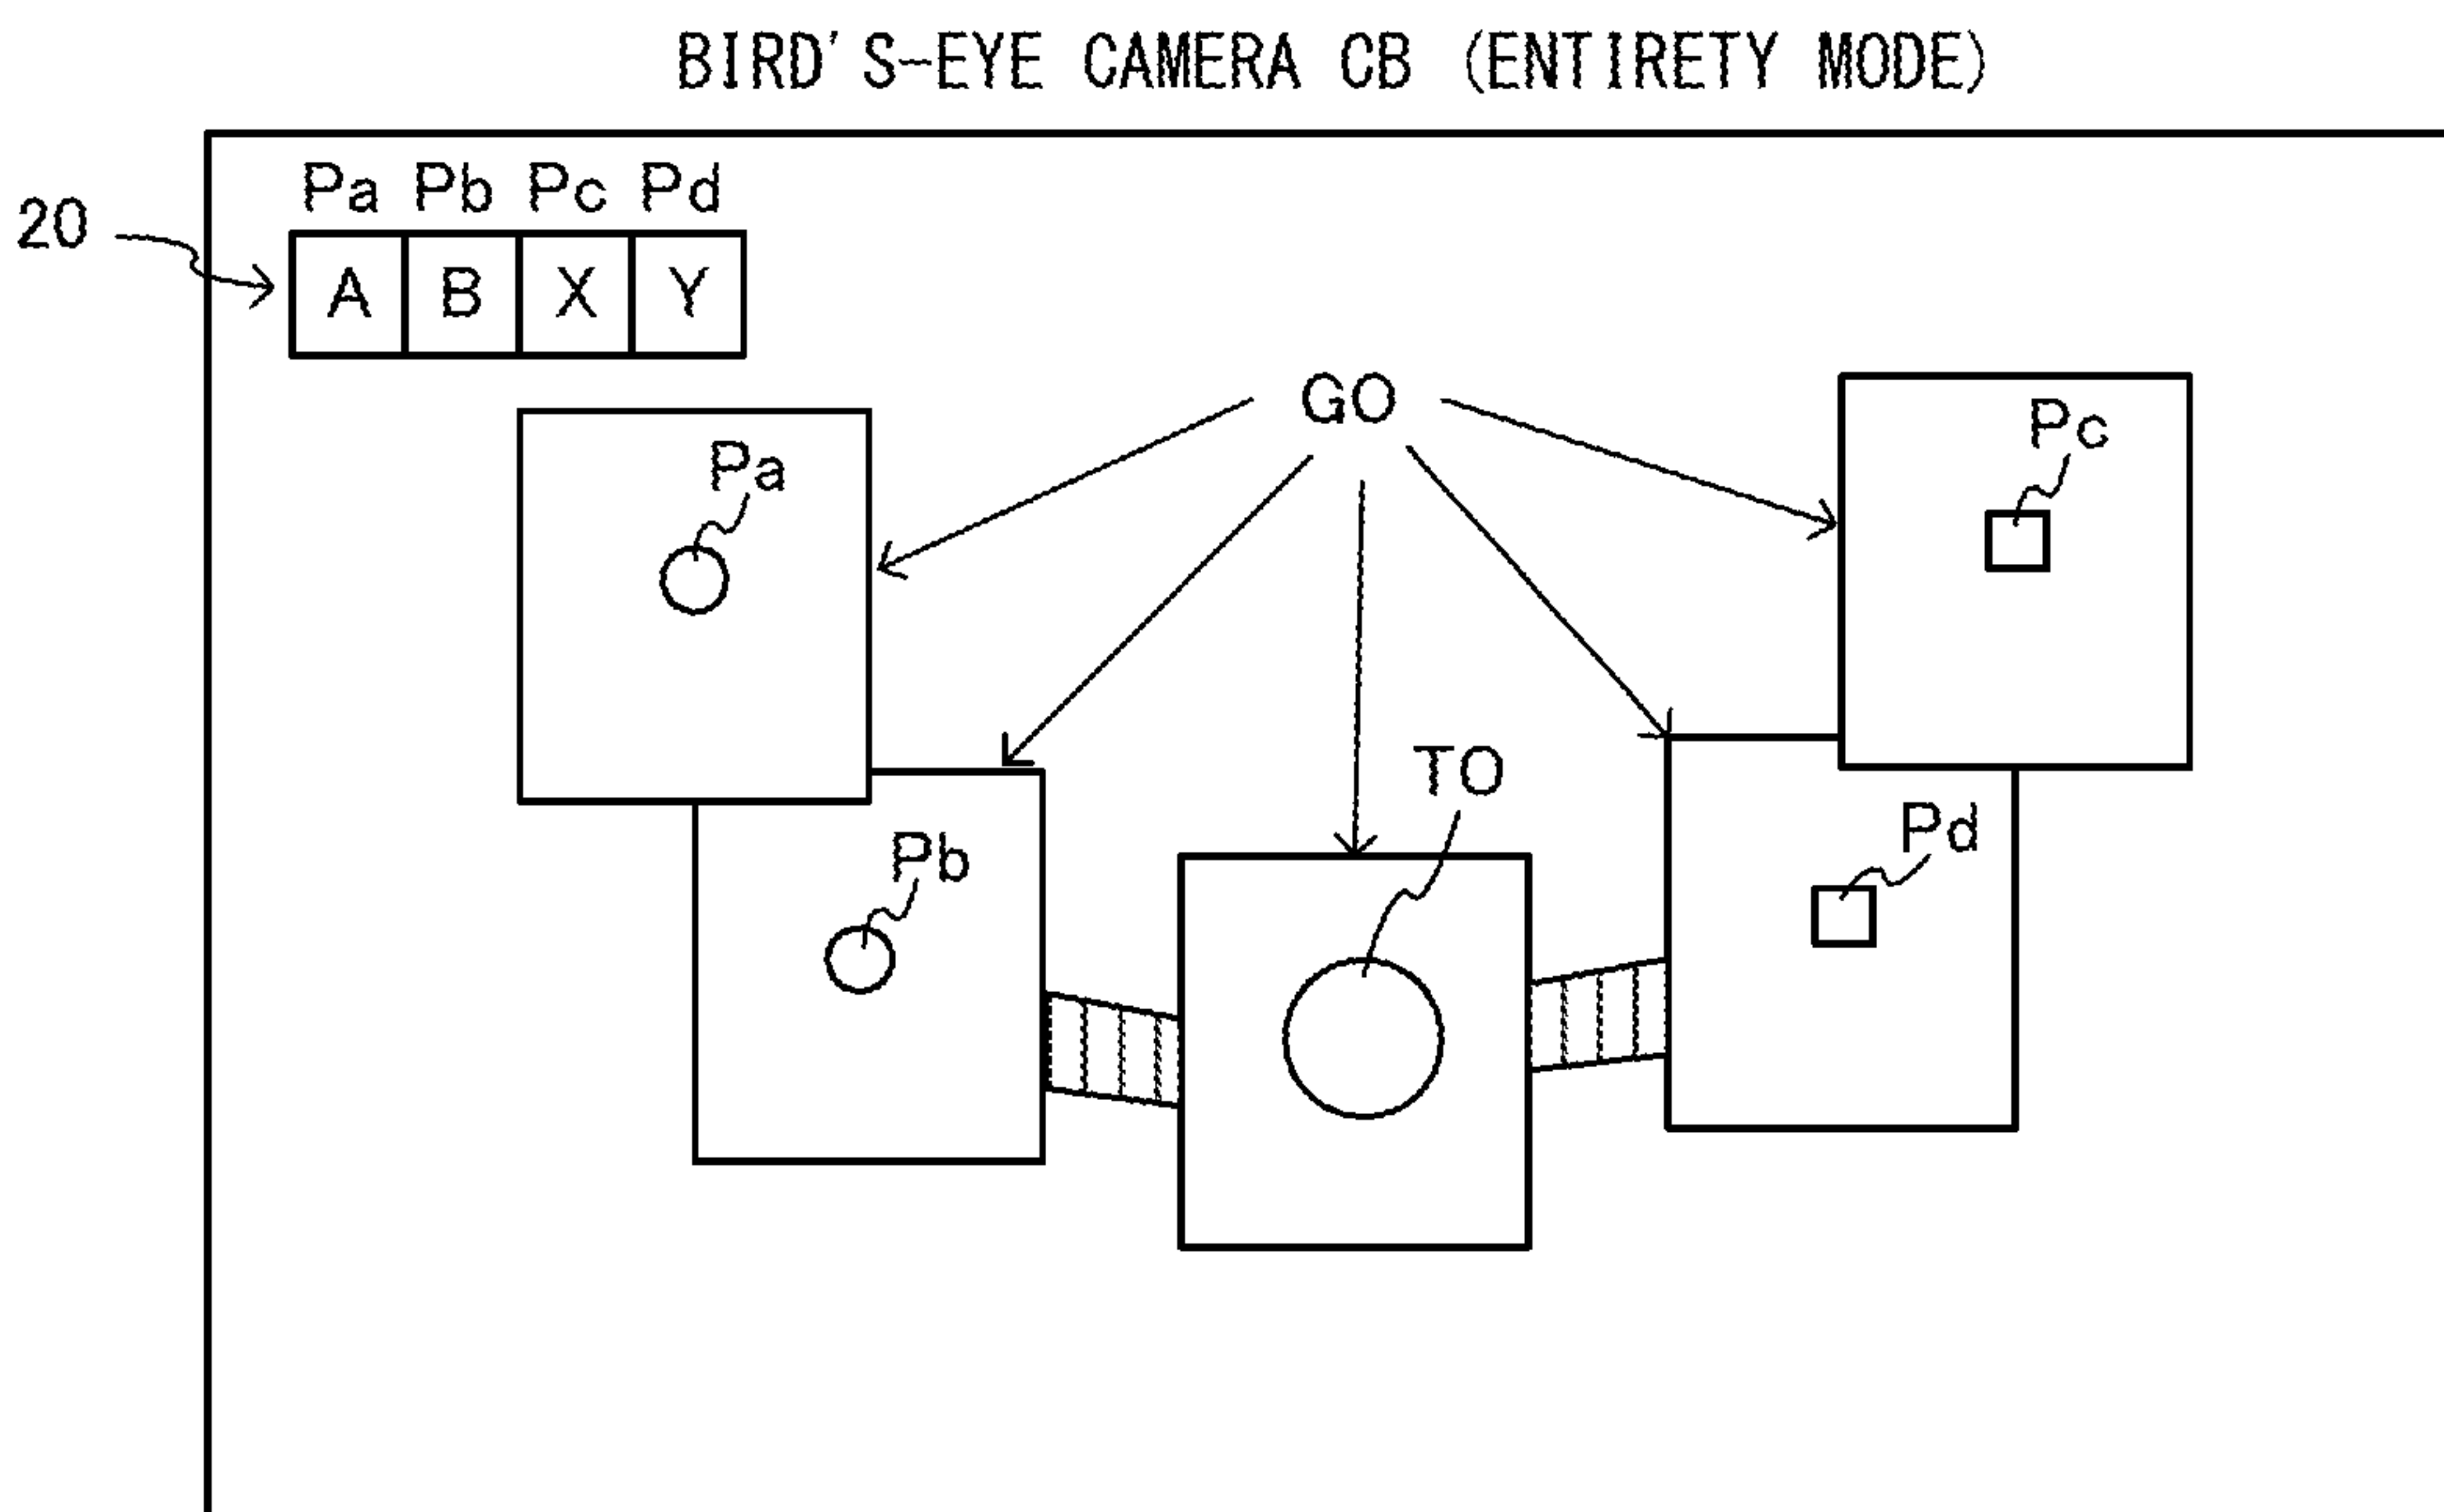 BIRD'S-EYE CAMERA CB (ENTIRETY MODE)
Pa Pb Pc Pd
20
A B X Y
GO
Pc
Pa
TO
Pd
Pb